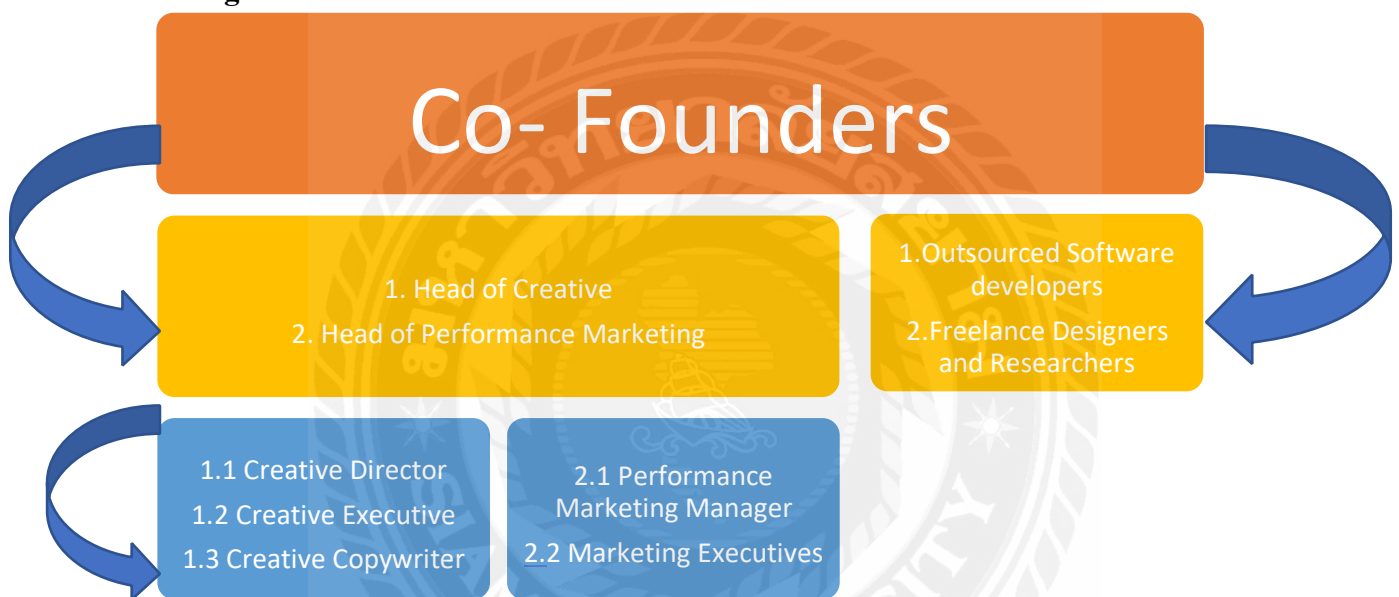 Co- Founders
1. Head of Creative
2. Head of Performance Marketing
1.Outsourced Software
developers
2.Freelance Designers
and Researchers
1.1 Creative Director
1.2 Creative Executive
1.3 Creative Copywriter
2.1 Performance
Marketing Manager
2.2 Marketing Executives